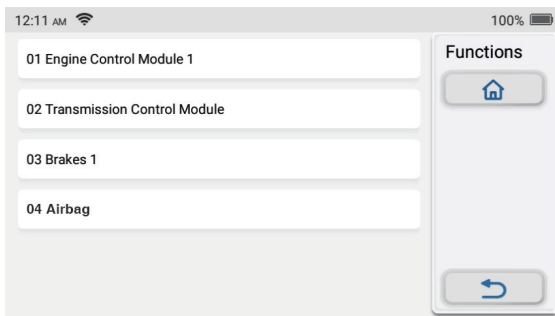 12:11 AM
100%
01 Engine Control Module 1
02 Transmission Control Module
03 Brakes 1
04 Airbag
Functions